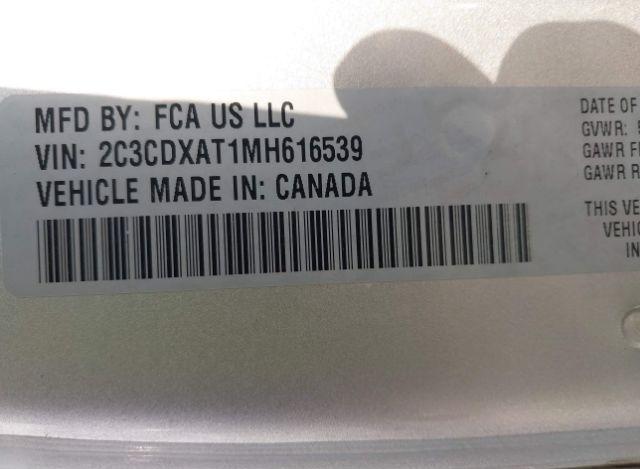 MFD BY: FCA US LLC
VIN: 2C3CDXAT1MH616539
VEHICLE MADE IN: CANADA
DATE OF
GVWR:
GAWR
GAWR R
THIS VE
VEHIC
IN